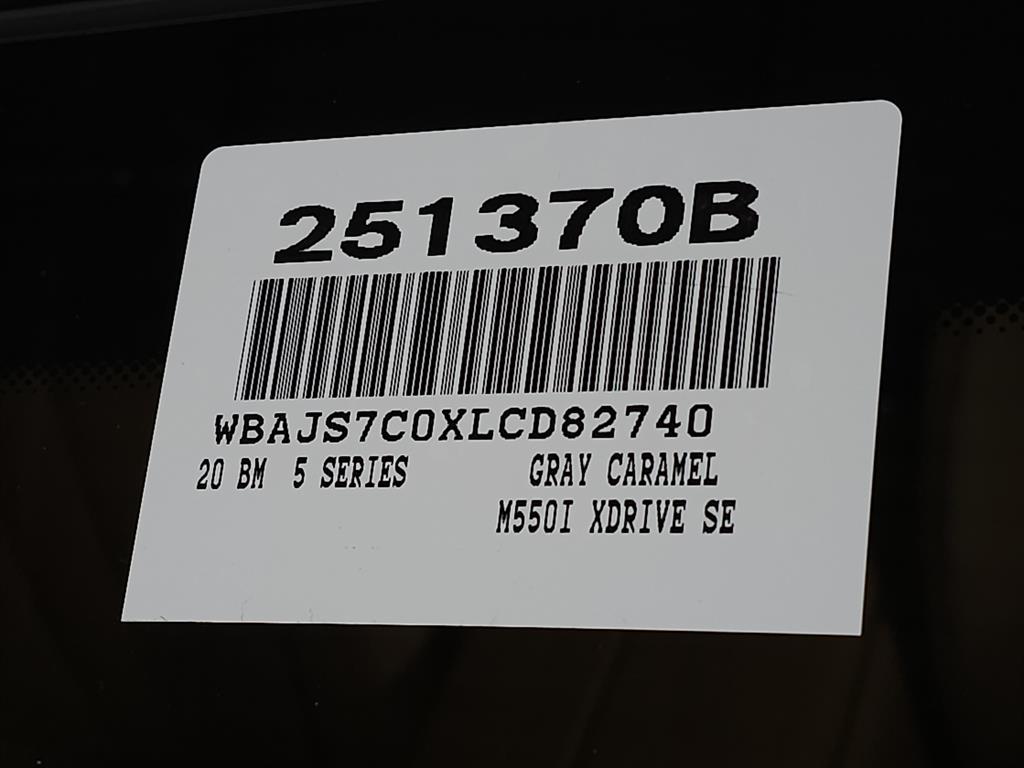 251370B
WBAJS7C0XLCD82740
20 BM 5 SERIES GRAY CARAMEL
M550I XDRIVE SE